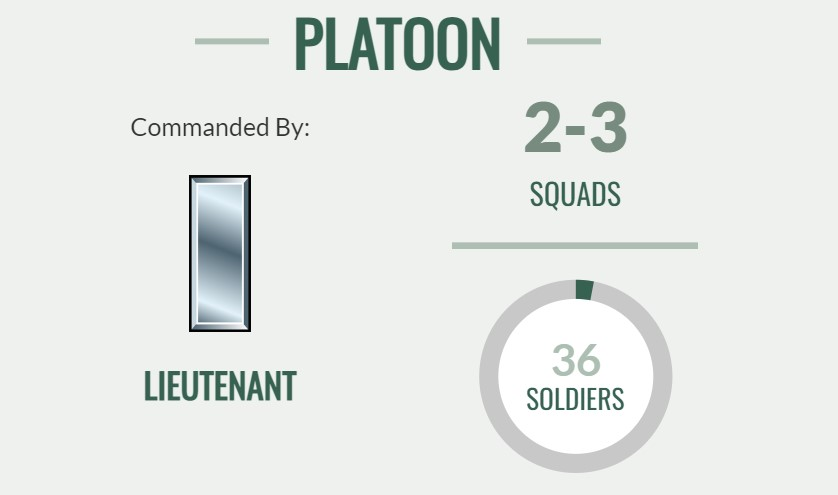 PLATOON
Commanded By:
LIEUTENANT
2-3
SQUADS
36
SOLDIERS